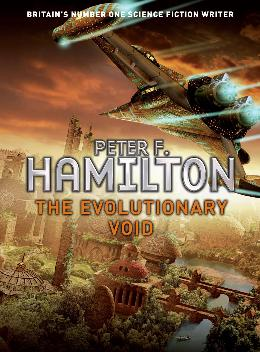 BRITAIN'S NUMBER ONE SCIENCE FICTION WRITER
PETER F.
HAMILTON
THE EVOLUTIONARY
VOID